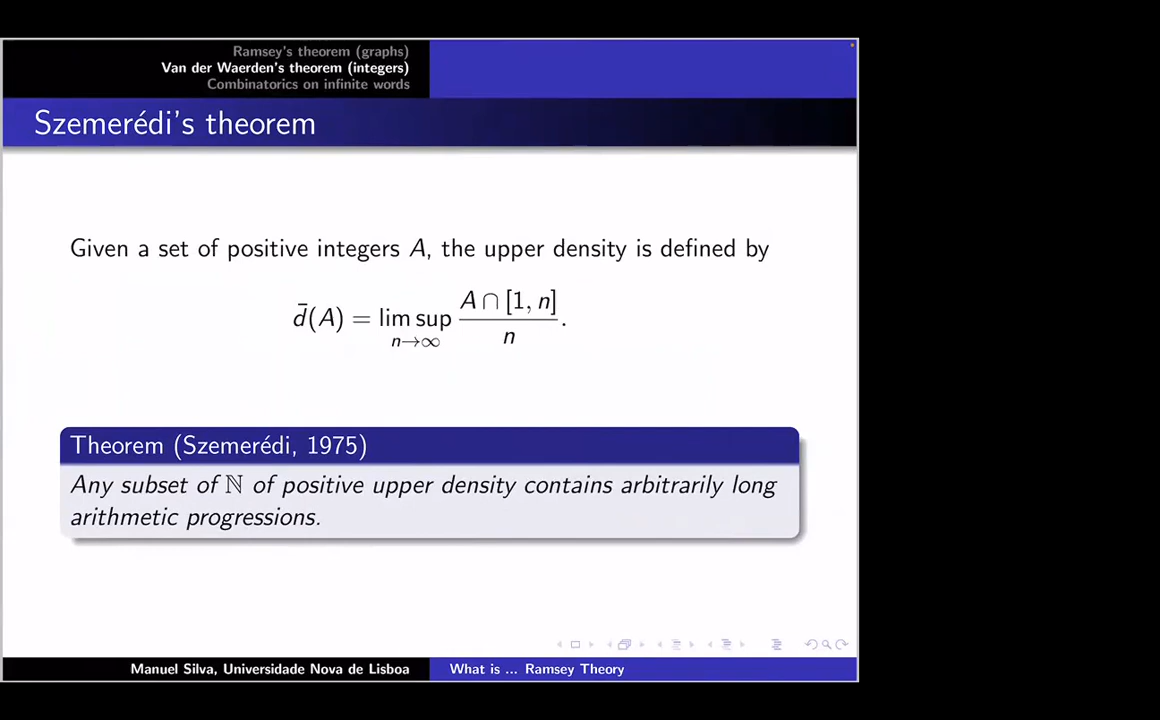 Ramsey's theorem (graphs)
Van der Waerden's theorem (integers)
Combinatorics on infinite words
Szemerédi's theorem
Given a set of positive integers A, the upper density is defined by
d̄(A) = lim sup_{n→∞} A ∩ [1, n] / n.
Theorem (Szemerédi, 1975)
Any subset of ℕ of positive upper density contains arbitrarily long
arithmetic progressions.
Manuel Silva, Universidade Nova de Lisboa
What is ... Ramsey Theory